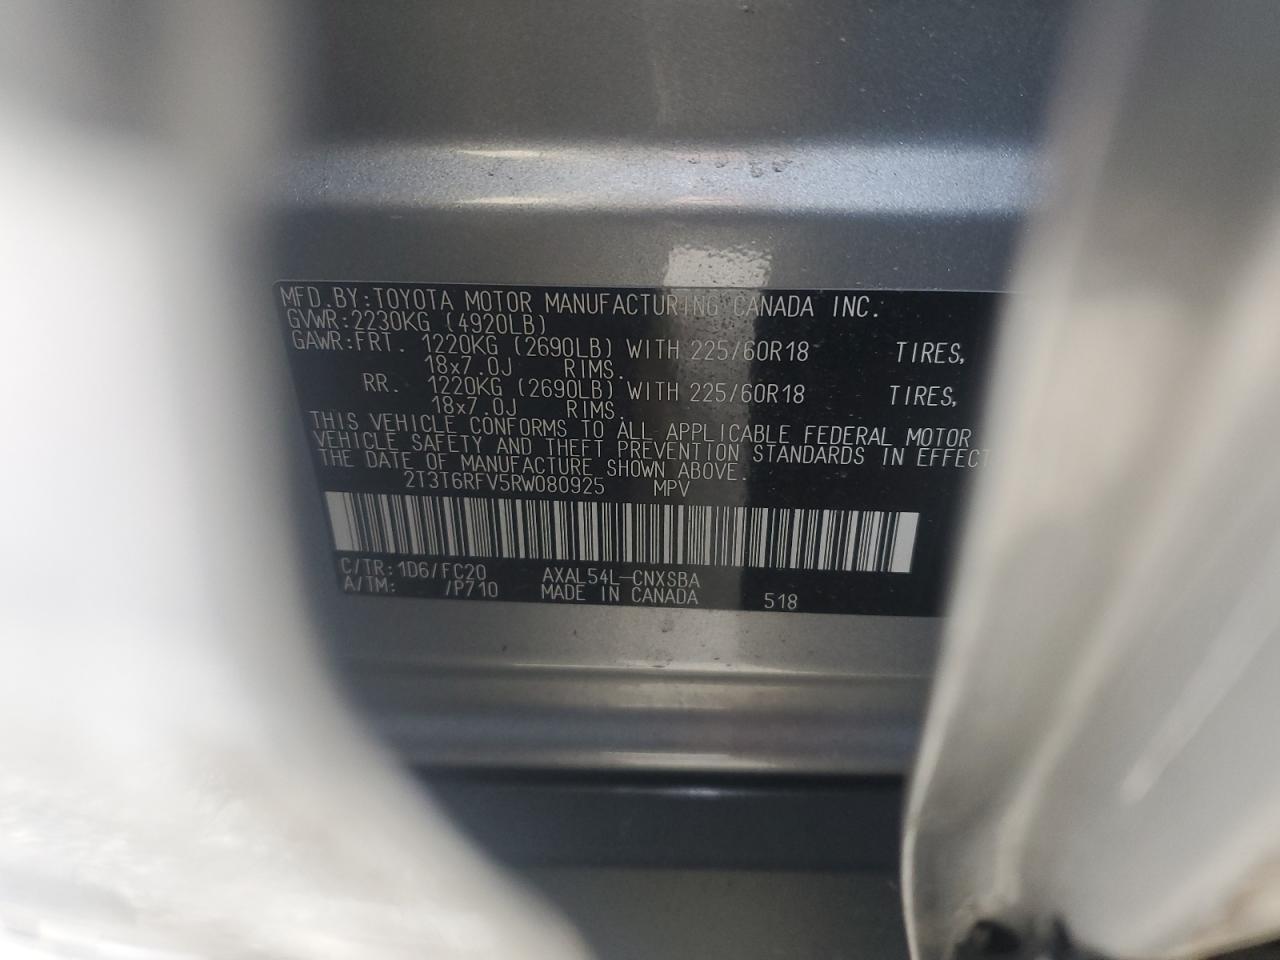 MFD.BY:TOYOTA MOTOR MANUFACTURING CANADA INC.
GVWR:2230KG (4920LB)
GAWR:FRT. 1220KG (2690LB) WITH 225/60R18 TIRES,
18x7.0J RIMS.
RR. 1220KG (2690LB) WITH 225/60R18 TIRES,
18x7.0J RIMS.
THIS VEHICLE CONFORMS TO ALL APPLICABLE FEDERAL MOTOR
VEHICLE SAFETY AND THEFT PREVENTION STANDARDS IN EFFECT
THE DATE OF MANUFACTURE SHOWN ABOVE.
2T3T6RFV5RW080925 MPV
C/TR:1D6/FC20 AXAL54L-CNXSBA
A/TM: /P710 MADE IN CANADA 518